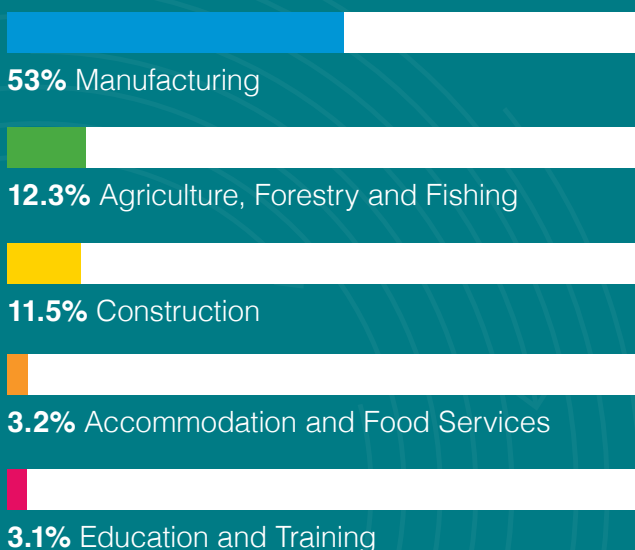 53% Manufacturing
12.3% Agriculture, Forestry and Fishing
11.5% Construction
3.2% Accommodation and Food Services
3.1% Education and Training